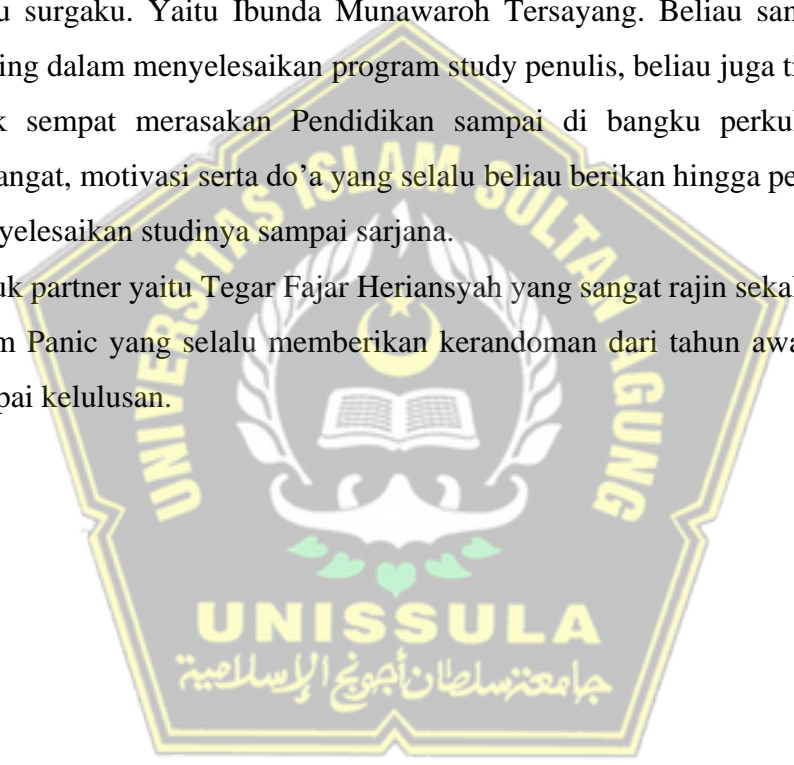 u surgaku. Yaitu Ibunda Munawaroh Tersayang. Beliau san
ing dalam menyelesaikan program study penulis, beliau juga ti
k sempat merasakan Pendidikan sampai di bangku perkul
angat, motivasi serta do’a yang selalu beliau berikan hingga pe
yelesaikan studinya sampai sarjana.
uk partner yaitu Tegar Fajar Heriansyah yang sangat rajin sekal
m Panic yang selalu memberikan kerandoman dari tahun awa
pai kelulusan.
UNIVERSITAS ISLAM SULTAN AGUNG
UNISSULA
جامعتنسلطان أجونج الإسلامية